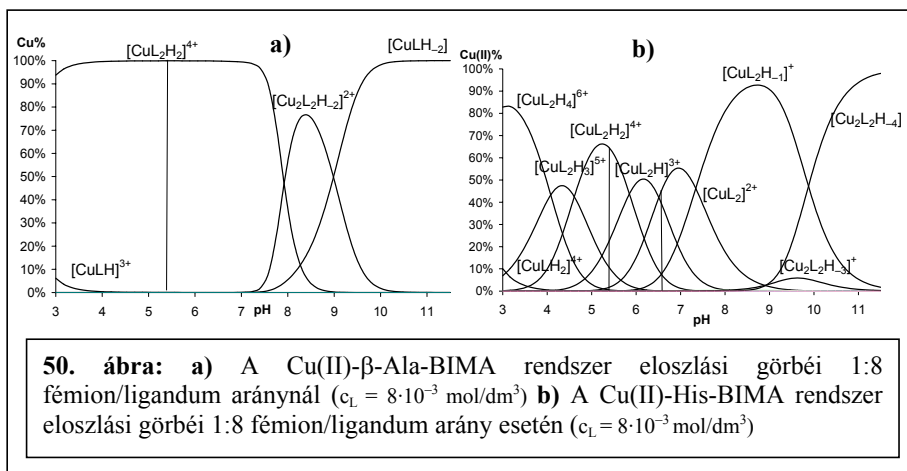 Cu%
[CuL₂H₂]⁴⁺
a)
[CuLH₋₂]
100%
90%
80%
70%
60%
50%
40%
30%
20%
10%
0%
[Cu₂L₂H₋₂]²⁺
[CuLH]³⁺
3 4 5 6 7 8 9 10 11
pH
b)
Cu(II)%
[CuL₂H₋₁]⁺
100%
90%
80%
70%
60%
50%
40%
30%
20%
10%
0%
[CuL₂H₄]⁶⁺
[CuL₂H₂]⁴⁺
[Cu₂L₂H₋₄]
[CuL₂H₃]⁵⁺
[CuL₂H]³⁺
[CuL₂]²⁺
[CuLH₂]⁴⁺
[Cu₂L₂H₋₃]⁺
3 4 5 6 7 8 9 10 11
pH
50. ábra: a) A Cu(II)-β-Ala-BIMA rendszer eloszlási görbéi 1:8
fémion/ligandum aránynál (c_L = 8·10⁻³ mol/dm³) b) A Cu(II)-His-BIMA rendszer
eloszlási görbéi 1:8 fémion/ligandum arány esetén (c_L = 8·10⁻³ mol/dm³)